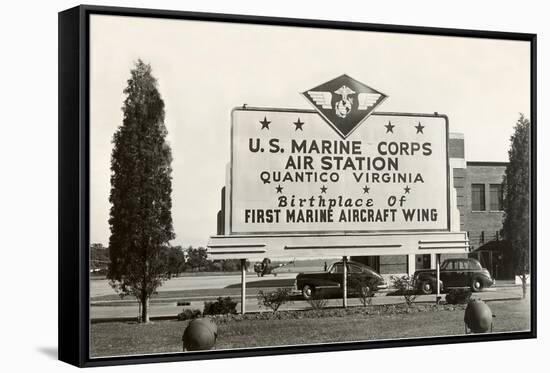 U.S. MARINE CORPS
AIR STATION
QUANTICO VIRGINIA
Birthplace Of
FIRST MARINE AIRCRAFT WING